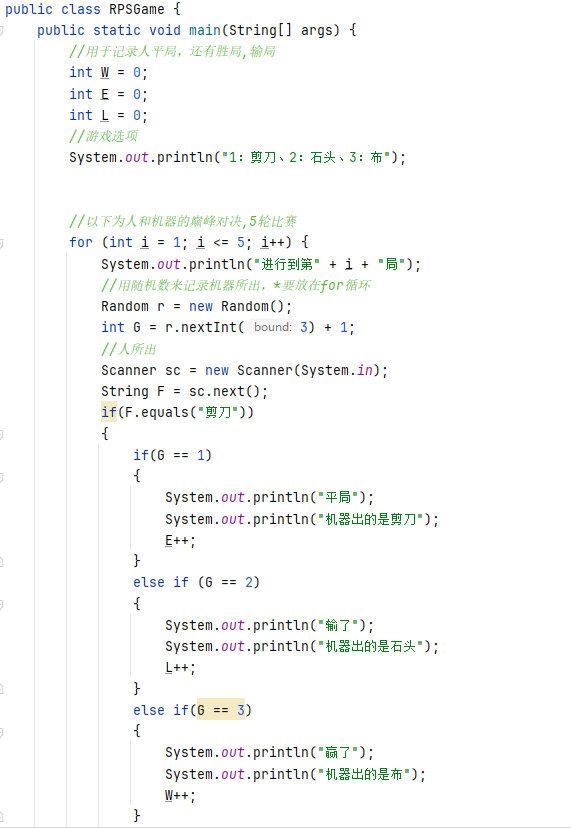 public class RPSGame {
public static void main(String[] args) {
//用于记录人平局，还有胜局,输局
int W = 0;
int E = 0;
int L = 0;
//游戏选项
System.out.println("1：剪刀、2：石头、3：布");
//以下为人和机器的巅峰对决,5轮比赛
for (int i = 1; i <= 5; i++) {
System.out.println("进行到第" + i + "局");
//用随机数来记录机器所出，*要放在for循环
Random r = new Random();
int G = r.nextInt( bound: 3) + 1;
//人所出
Scanner sc = new Scanner(System.in);
String F = sc.next();
if(F.equals("剪刀"))
{
if(G == 1)
{
System.out.println("平局");
System.out.println("机器出的是剪刀");
E++;
}
else if (G == 2)
{
System.out.println("输了");
System.out.println("机器出的是石头");
L++;
}
else if(G == 3)
{
System.out.println("赢了");
System.out.println("机器出的是布");
W++;
}